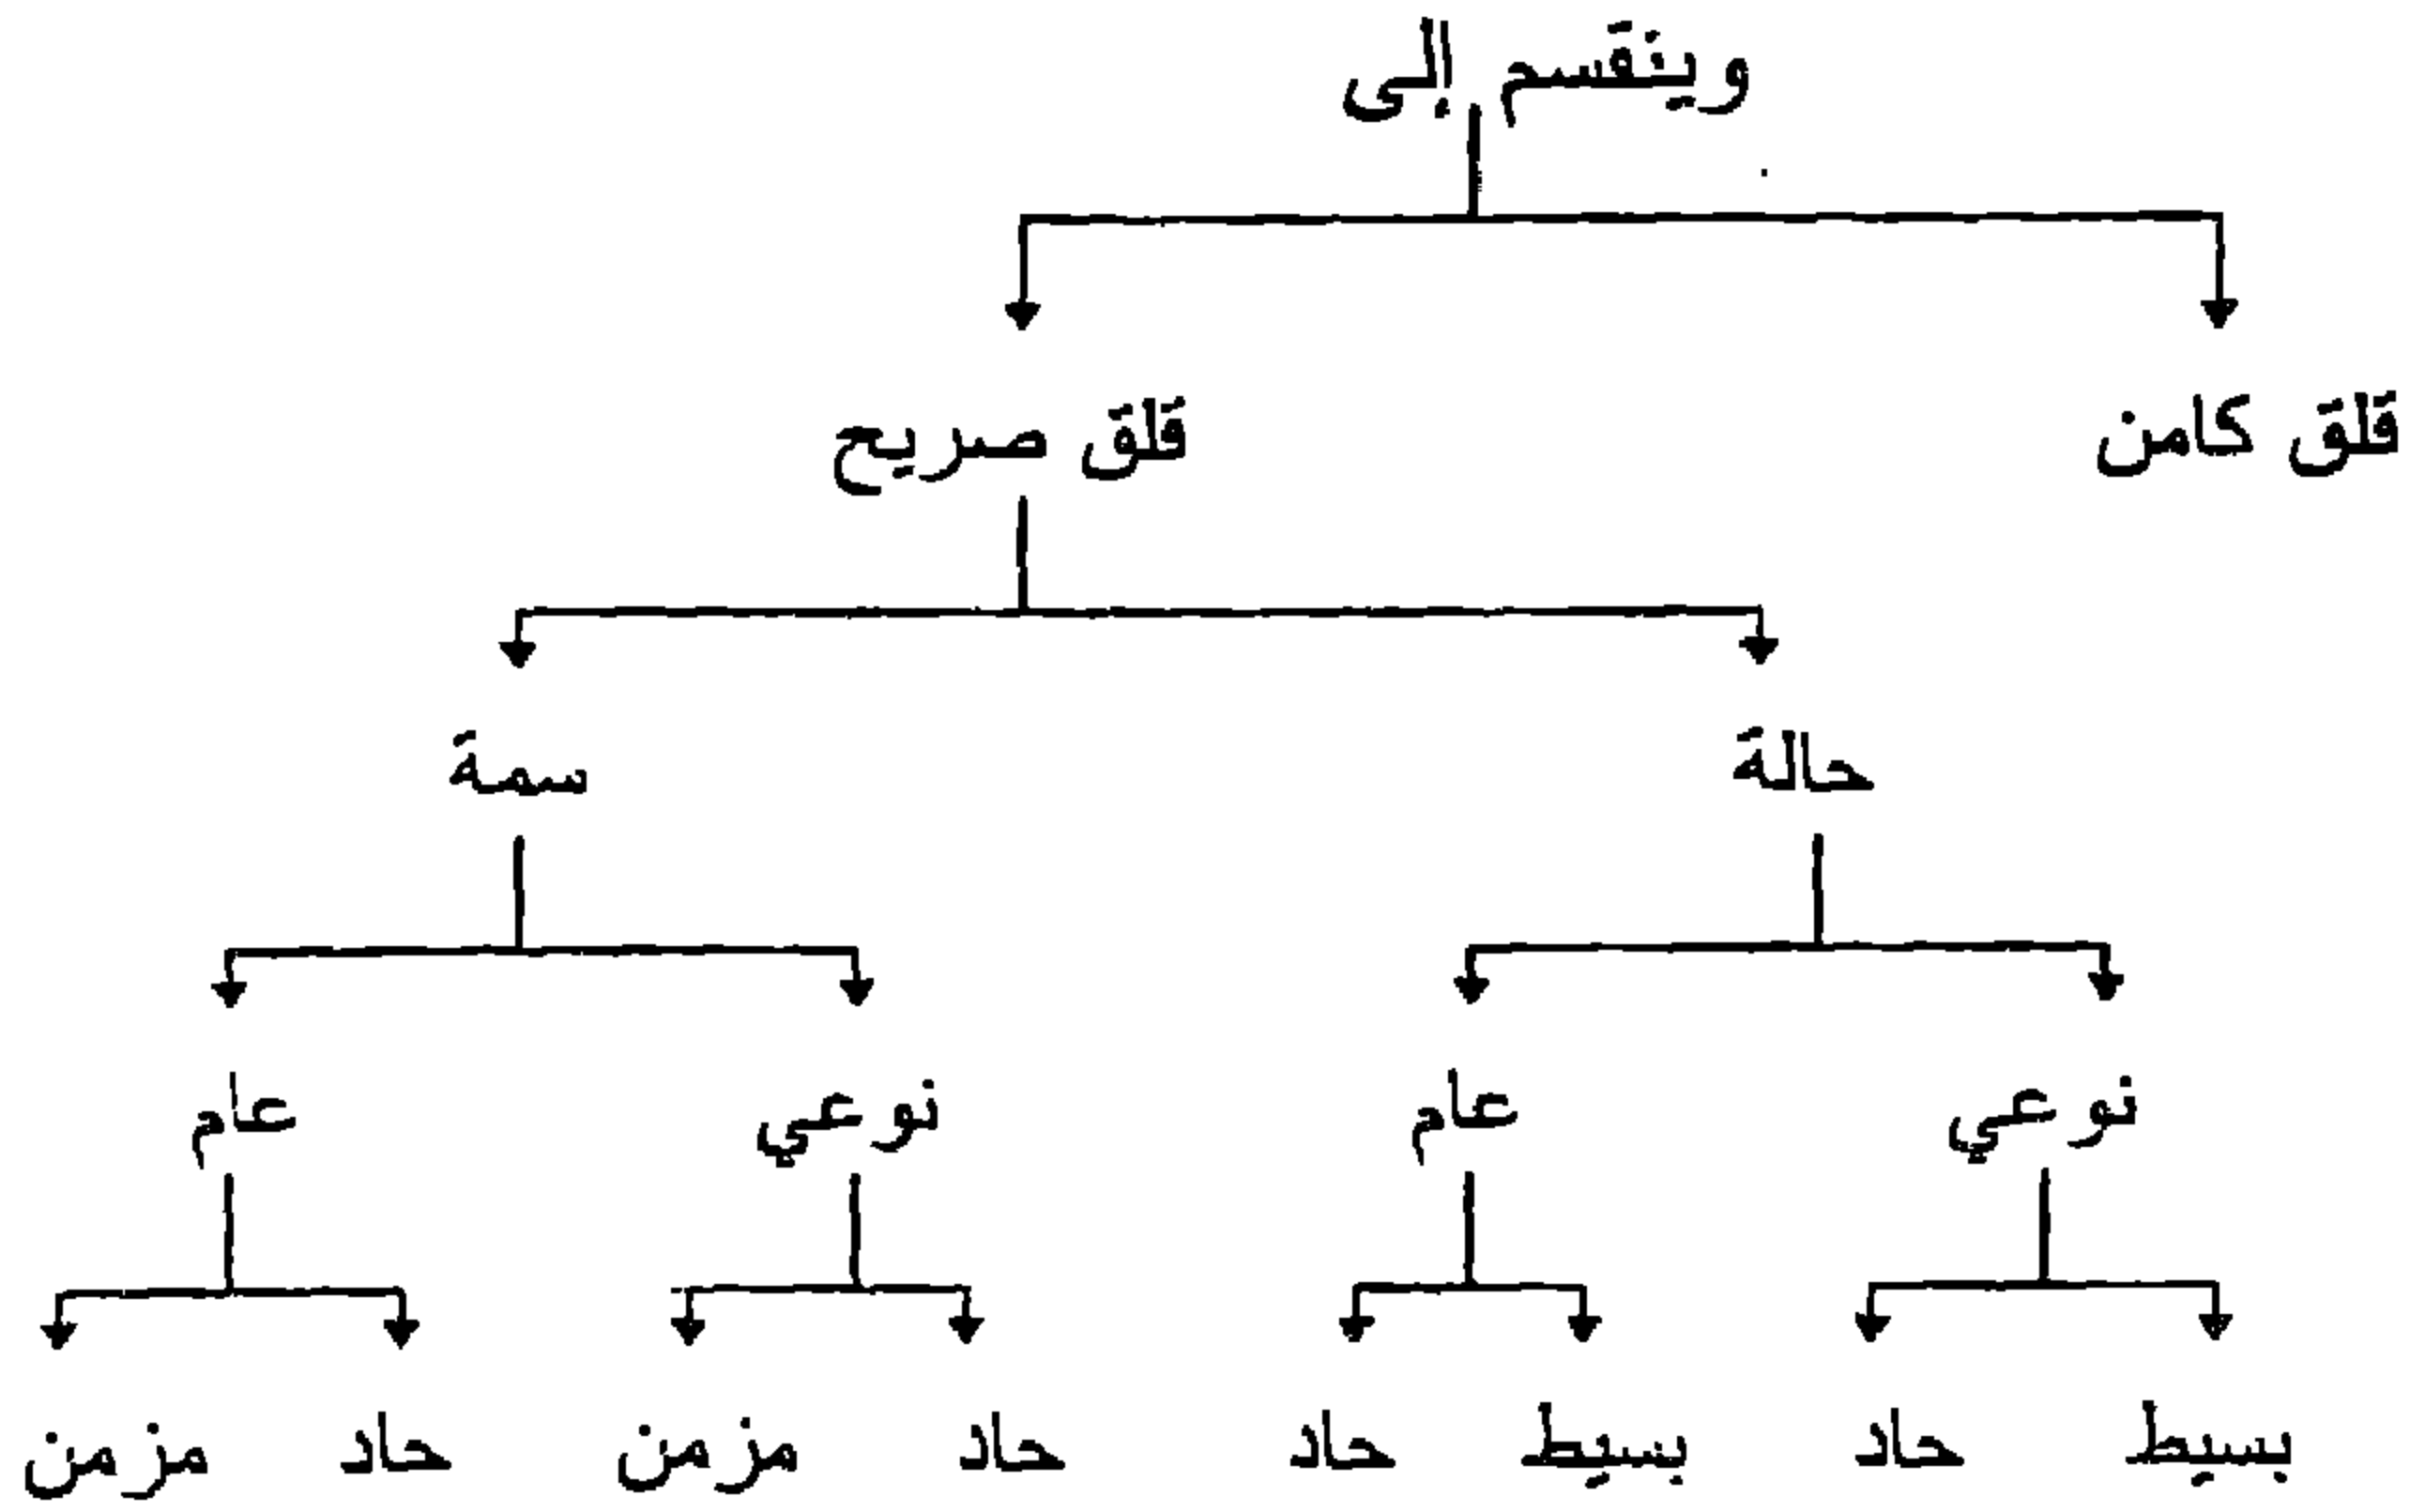 وينقسم إلى
قلق كامن
قلق صريح
حالة
سمة
نوعي
عام
نوعي
عام
بسيط
حاد
بسيط
حاد
حاد
مزمن
حاد
مزمن